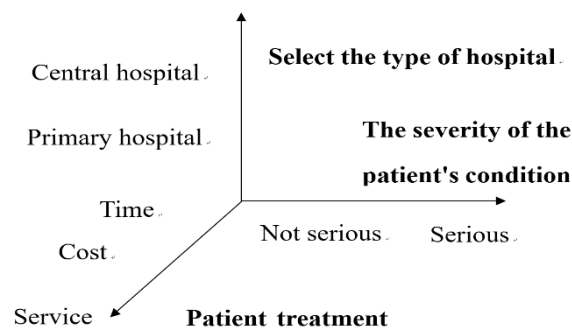 Select the type of hospital
Central hospital
The severity of the
Primary hospital
patient's condition
Time
Not serious
Serious
Cost
Service
Patient treatment